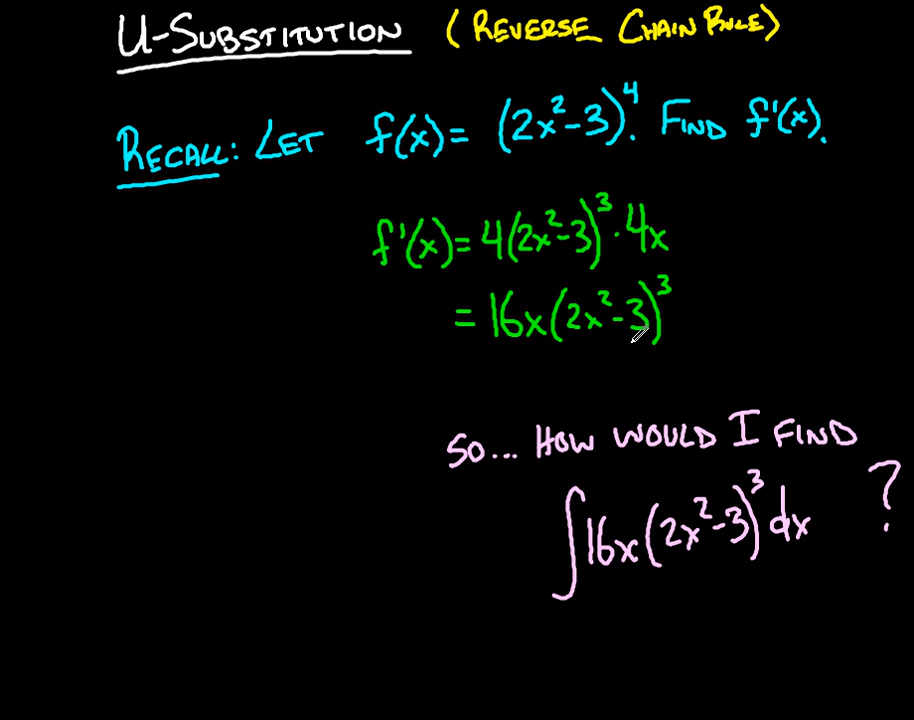 U-SUBSTITUTION (REVERSE CHAIN RULE)
RECALL: LET f(x) = (2x²-3)⁴. FIND f'(x).
f'(x) = 4(2x²-3)³·4x
= 16x(2x²-3)³
SO... HOW WOULD I FIND
∫16x(2x²-3)³dx ?